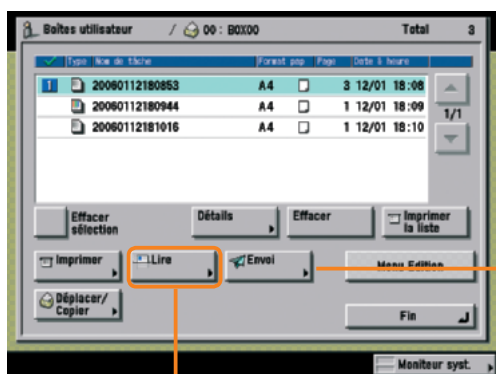 Boîtes utilisateur / 00 : BOX00 Total 3
Type Nom de tâche Format pap Page Date & heure
1 20060112180853 A4 3 12/01 18:08
20060112180944 A4 1 12/01 18:09
20060112181016 A4 1 12/01 18:10
1/1
Effacer sélection Détails Effacer Imprimer la liste
Imprimer Lire Envoi Menu Edition
Déplacer/ Copier Fin
Moniteur syst.